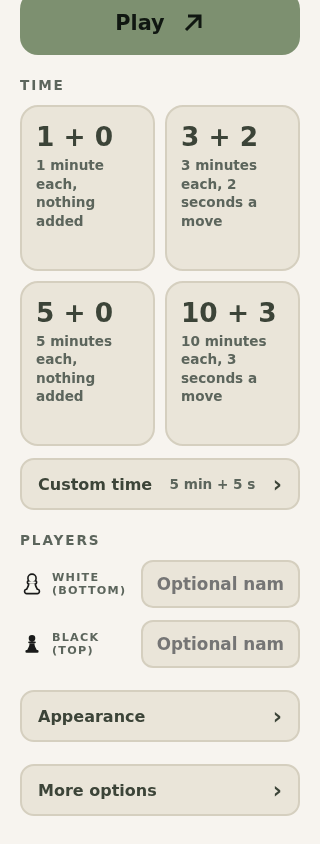 Play
TIME
1 + 0
1 minute
each,
nothing
added
3 + 2
3 minutes
each, 2
seconds a
move
5 + 0
5 minutes
each,
nothing
added
10 + 3
10 minutes
each, 3
seconds a
move
Custom time 5 min + 5 s
PLAYERS
WHITE
(BOTTOM)
Optional nam
BLACK
(TOP)
Optional nam
Appearance
More options